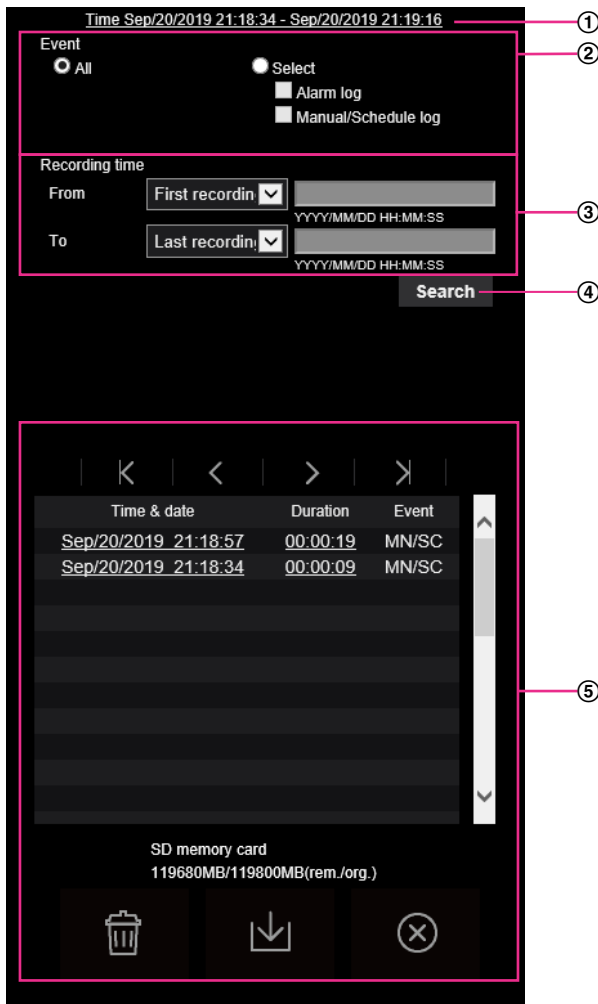 Time Sep/20/2019 21:18:34 - Sep/20/2019 21:19:16 ①
Event ②
All Select
Alarm log
Manual/Schedule log
Recording time
From First recordin
YYYY/MM/DD HH:MM:SS ③
To Last recording
YYYY/MM/DD HH:MM:SS
Search ④
Time & date Duration Event
Sep/20/2019 21:18:57 00:00:19 MN/SC
Sep/20/2019 21:18:34 00:00:09 MN/SC
⑤
SD memory card
119680MB/119800MB(rem./org.)